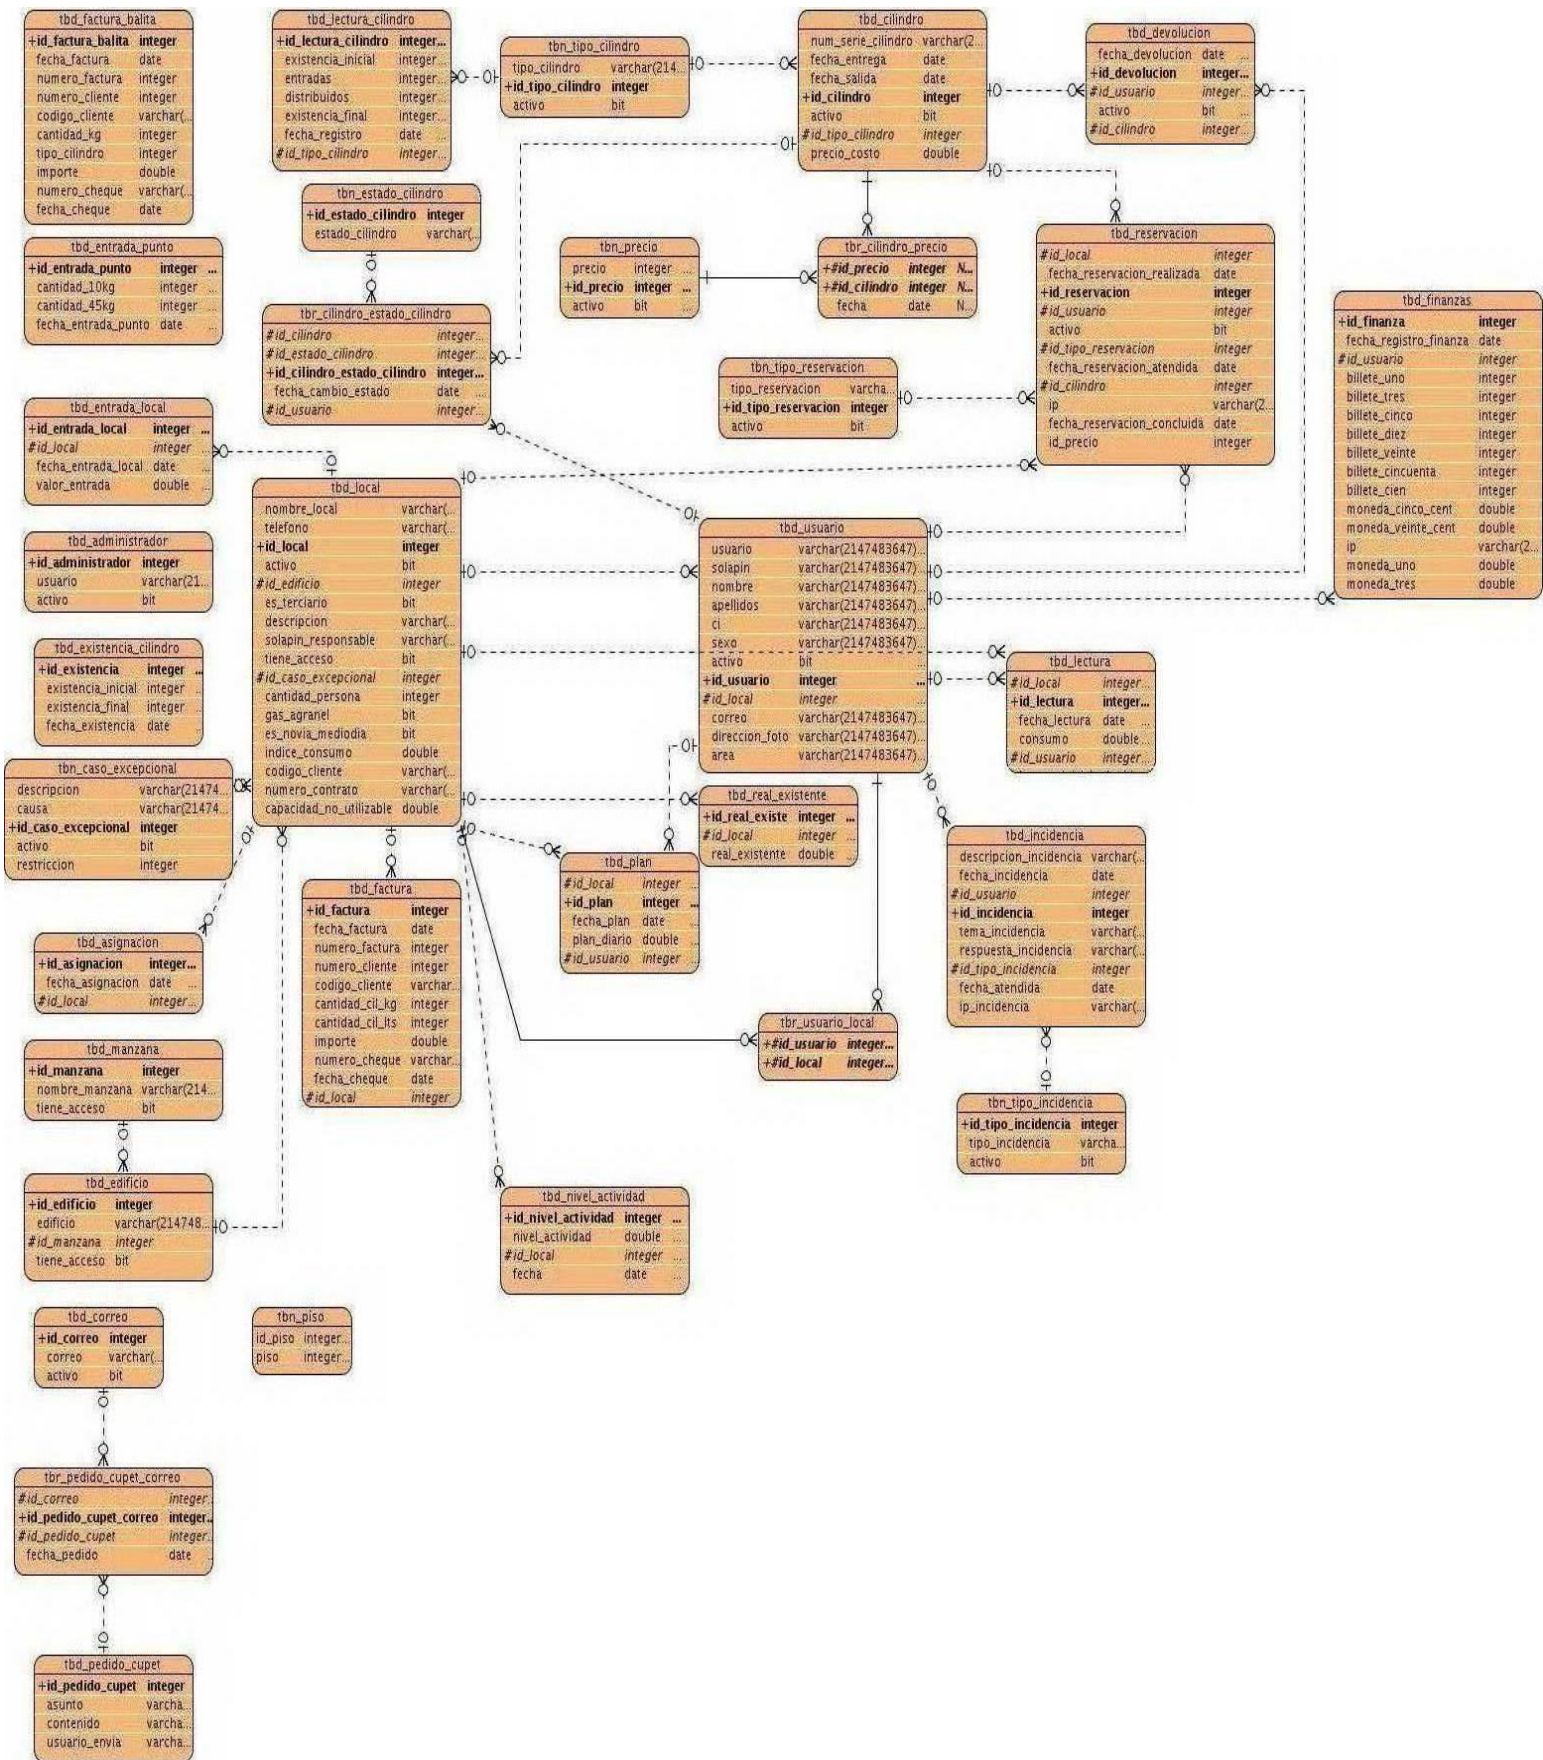 tbd_factura_balita
+id_factura_balita integer
fecha_factura date
numero_factura integer
numero_cliente integer
codigo_cliente varchar(...
cantidad_kg integer
tipo_cilindro integer
importe double
numero_cheque varchar(...
fecha_cheque date
tbd_lectura_cilindro
+id_lectura_cilindro integer...
existencia_inicial integer...
entradas integer...
distribuidos integer...
existencia_final integer...
fecha_registro date ...
#id_tipo_cilindro integer...
tbn_tipo_cilindro
tipo_cilindro varchar(214...
+id_tipo_cilindro integer
activo bit
tbd_cilindro
num_serie_cilindro varchar(2...
fecha_entrega date
fecha_salida date
+id_cilindro integer
activo bit
#id_tipo_cilindro integer
precio_costo double
tbd_devolucion
fecha_devolucion date ...
+id_devolucion integer...
#id_usuario integer...
activo bit ...
#id_cilindro integer...
tbn_estado_cilindro
+id_estado_cilindro integer
estado_cilindro varchar(...
tbd_entrada_punto
+id_entrada_punto integer ...
cantidad_10kg integer ...
cantidad_45kg integer ...
fecha_entrada_punto date ...
tbn_precio
precio integer ...
+id_precio integer ...
activo bit ...
tbr_cilindro_precio
+#id_precio integer N...
+#id_cilindro integer N...
fecha date N...
tbd_reservacion
#id_local integer
fecha_reservacion_realizada date
+id_reservacion integer
#id_usuario integer
activo bit
#id_tipo_reservacion integer
fecha_reservacion_atendida date
#id_cilindro integer
ip varchar(2...
fecha_reservacion_concluida date
id_precio integer
tbd_finanzas
+id_finanza integer
fecha_registro_finanza date
#id_usuario integer
billete_uno integer
billete_tres integer
billete_cinco integer
billete_diez integer
billete_veinte integer
billete_cincuenta integer
billete_cien integer
moneda_cinco_cent double
moneda_veinte_cent double
ip varchar(2...
moneda_uno double
moneda_tres double
tbr_cilindro_estado_cilindro
#id_cilindro integer...
#id_estado_cilindro integer...
+id_cilindro_estado_cilindro integer...
fecha_cambio_estado date ...
#id_usuario integer...
tbn_tipo_reservacion
tipo_reservacion varcha...
+id_tipo_reservacion integer
activo bit
tbd_entrada_local
+id_entrada_local integer ...
#id_local integer ...
fecha_entrada_local date ...
valor_entrada double ...
tbd_local
nombre_local varchar(...
telefono varchar(...
+id_local integer
activo bit
#id_edificio integer
es_terciario bit
descripcion varchar(...
solapin_responsable varchar(...
tiene_acceso bit
#id_caso_excepcional integer
cantidad_persona integer
gas_agranel bit
es_novia_mediodia bit
indice_consumo double
codigo_cliente varchar(...
numero_contrato varchar(...
capacidad_no_utilizable double
tbd_administrador
+id_administrador integer
usuario varchar(21...
activo bit
tbd_usuario
usuario varchar(2147483647)...
solapin varchar(2147483647)...
nombre varchar(2147483647)...
apellidos varchar(2147483647)...
ci varchar(2147483647)...
sexo varchar(2147483647)...
activo bit ...
+id_usuario integer ...
#id_local integer ...
correo varchar(2147483647)...
direccion_foto varchar(2147483647)...
area varchar(2147483647)...
tbd_existencia_cilindro
+id_existencia integer ...
existencia_inicial integer ...
existencia_final integer ...
fecha_existencia date ...
tbd_lectura
#id_local integer...
+id_lectura integer...
fecha_lectura date ...
consumo double...
#id_usuario integer...
tbn_caso_excepcional
descripcion varchar(21474...
causa varchar(21474...
+id_caso_excepcional integer
activo bit
restriccion integer
tbd_real_existente
+id_real_existe integer ...
#id_local integer ...
real_existente double ...
tbd_incidencia
descripcion_incidencia varchar(...
fecha_incidencia date
#id_usuario integer
+id_incidencia integer
tema_incidencia varchar(...
respuesta_incidencia varchar(...
#id_tipo_incidencia integer
fecha_atendida date
ip_incidencia varchar(...
tbd_plan
#id_local integer ...
+id_plan integer ...
fecha_plan date ...
plan_diario double ...
#id_usuario integer ...
tbd_factura
+id_factura integer
fecha_factura date
numero_factura integer
numero_cliente integer
codigo_cliente varchar...
cantidad_cil_kg integer
cantidad_cil_lts integer
importe double
numero_cheque varchar...
fecha_cheque date
#id_local integer
tbd_asignacion
+id_asignacion integer...
fecha_asignacion date ...
#id_local integer...
tbr_usuario_local
+#id_usuario integer...
+#id_local integer...
tbd_manzana
+id_manzana integer
nombre_manzana varchar(214...
tiene_acceso bit
tbn_tipo_incidencia
+id_tipo_incidencia integer
tipo_incidencia varcha...
activo bit
tbd_edificio
+id_edificio integer
edificio varchar(214748...
#id_manzana integer
tiene_acceso bit
tbd_nivel_actividad
+id_nivel_actividad integer ...
nivel_actividad double ...
#id_local integer ...
fecha date ...
tbd_correo
+id_correo integer
correo varchar(...
activo bit
tbn_piso
id_piso integer...
piso integer...
tbr_pedido_cupet_correo
#id_correo integer...
+id_pedido_cupet_correo integer...
#id_pedido_cupet integer...
fecha_pedido date ...
tbd_pedido_cupet
+id_pedido_cupet integer
asunto varcha...
contenido varcha...
usuario_envia varcha...